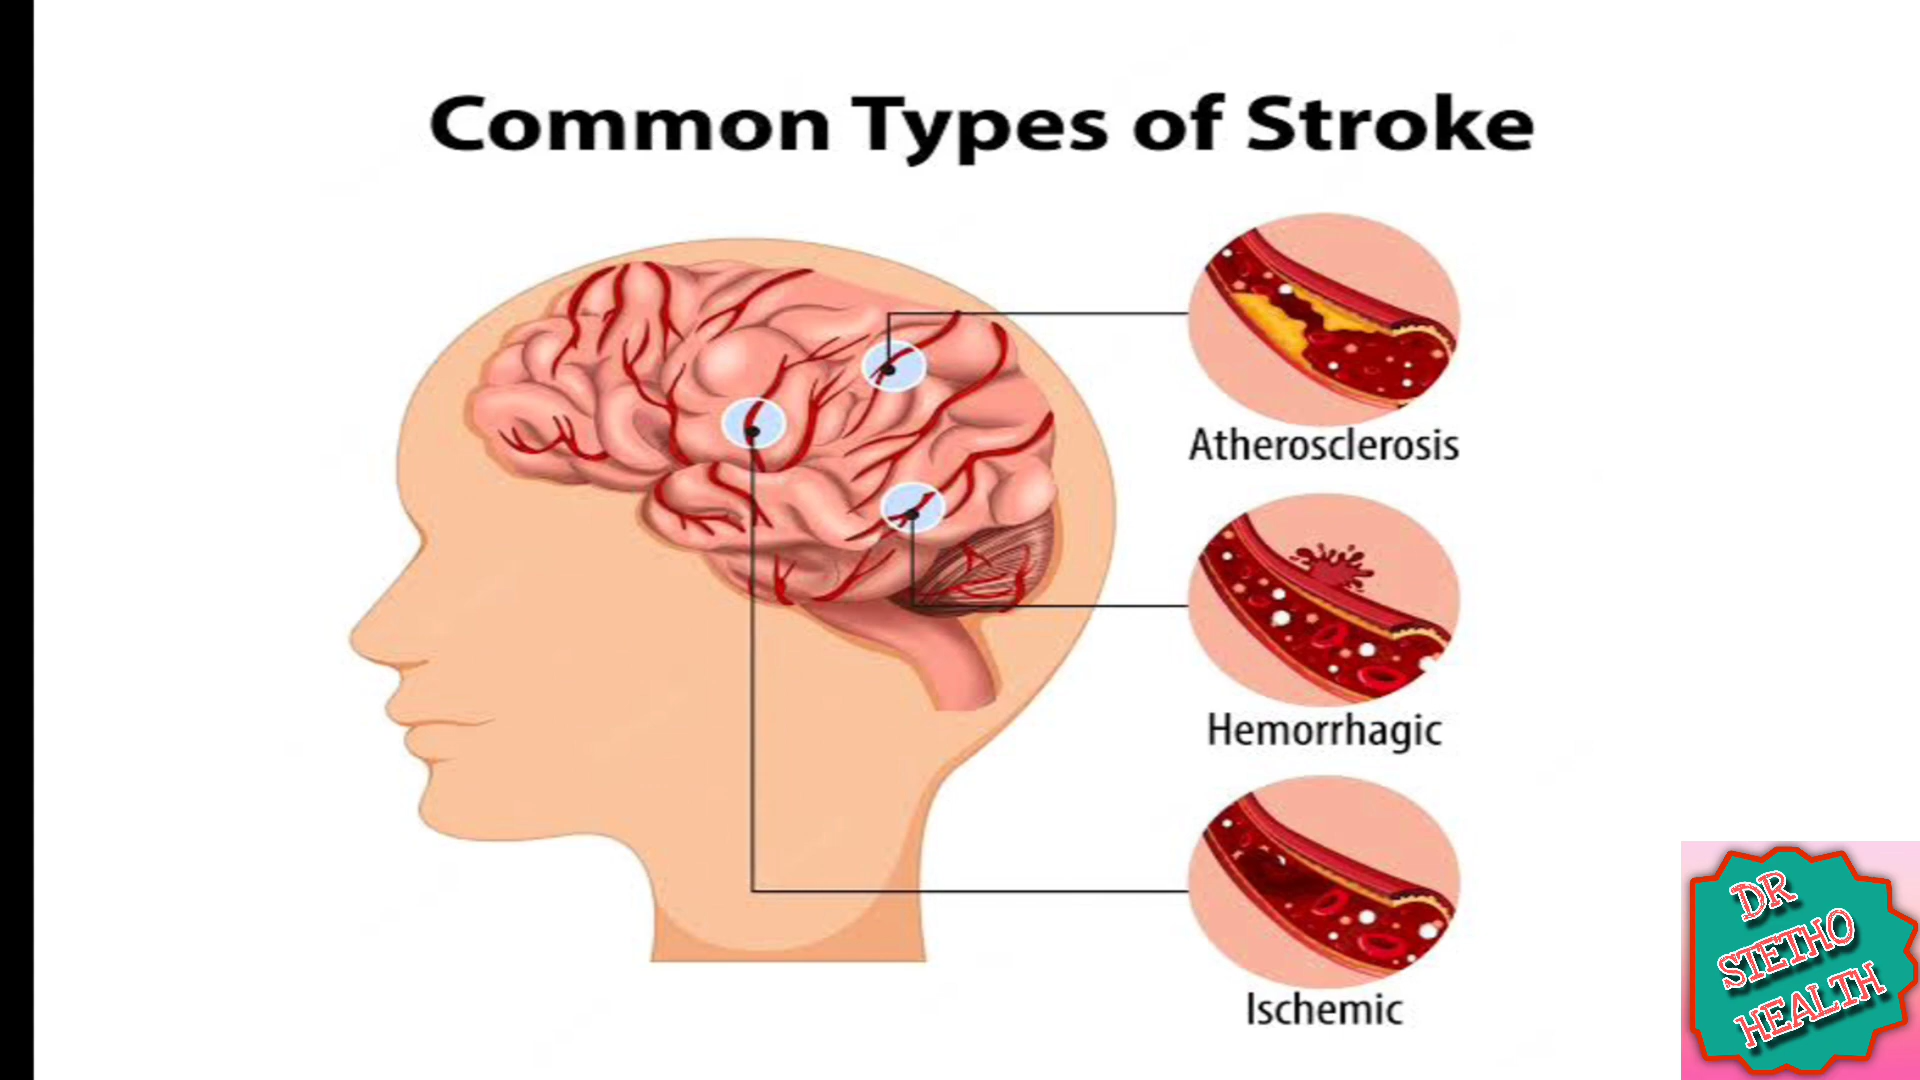 Common Types of Stroke
Atherosclerosis
Hemorrhagic
Ischemic
DR
STETHO
HEALTH